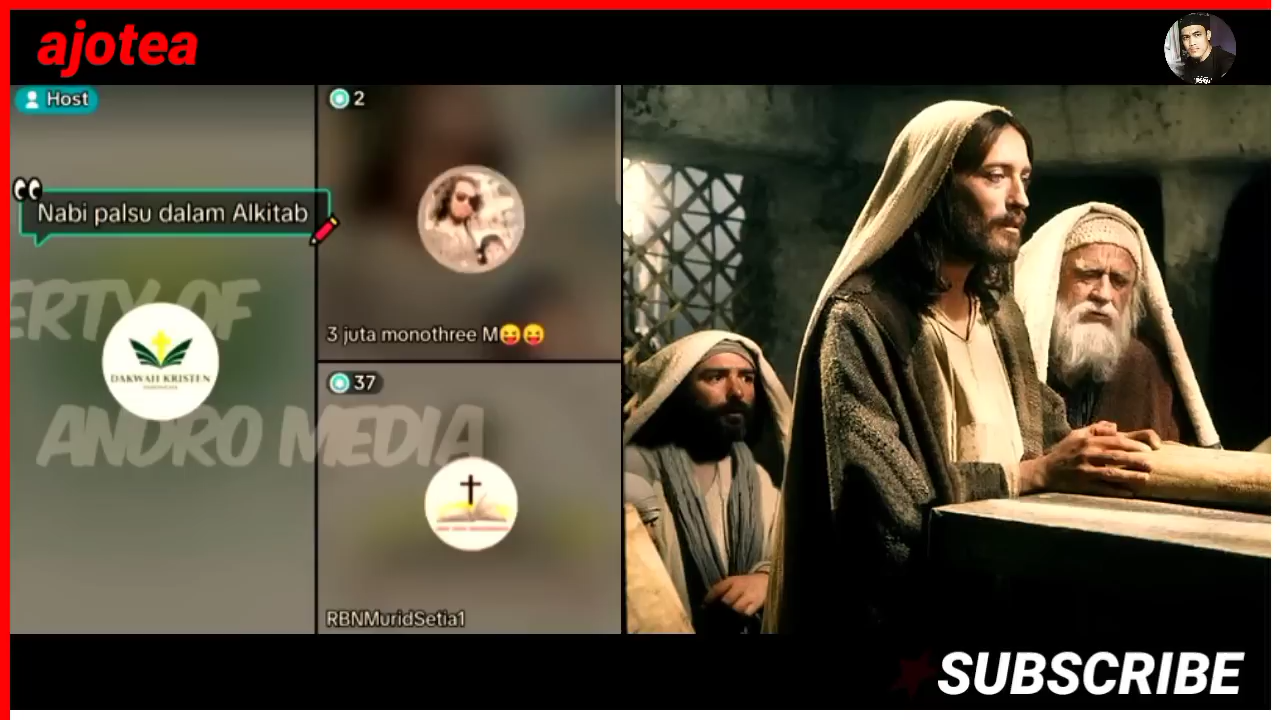 ajotea
Host
2
Nabi palsu dalam Alkitab
3 juta monothree M😝😝
ERTY OF
DAKWAH KRISTEN
37
ANDRO MEDIA
RBNMuridSetia1
SUBSCRIBE